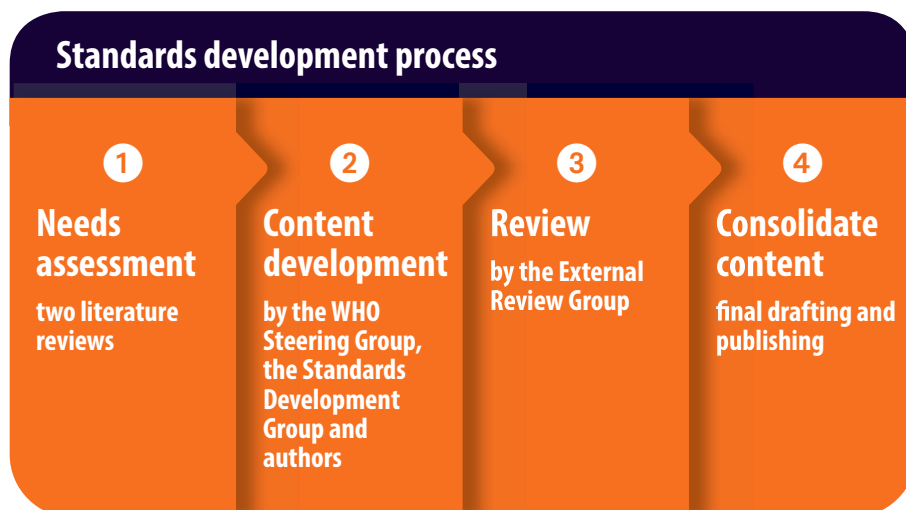 Standards development process
1
Needs
assessment
two literature
reviews
2
Content
development
by the WHO
Steering Group,
the Standards
Development
Group and
authors
3
Review
by the External
Review Group
4
Consolidate
content
final drafting and
publishing